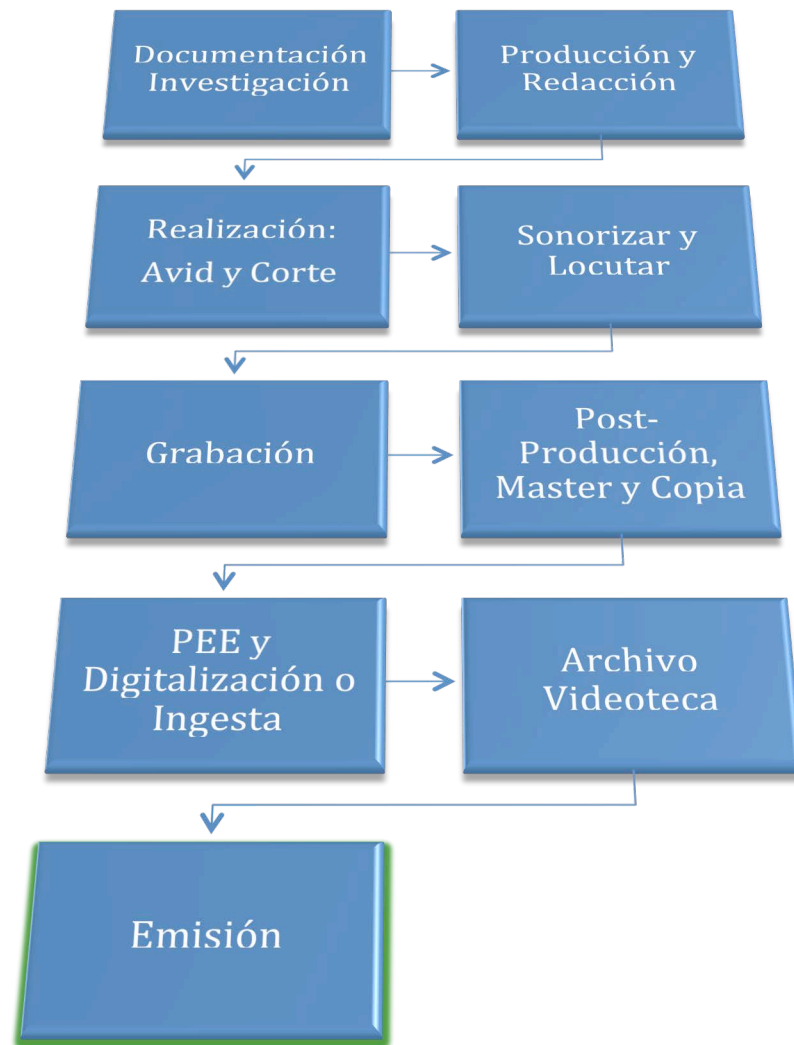 Documentación
Investigación
Producción y
Redacción
Realización:
Avid y Corte
Sonorizar y
Locutar
Grabación
Post-
Producción,
Master y Copia
PEE y
Digitalización o
Ingesta
Archivo
Videoteca
Emisión